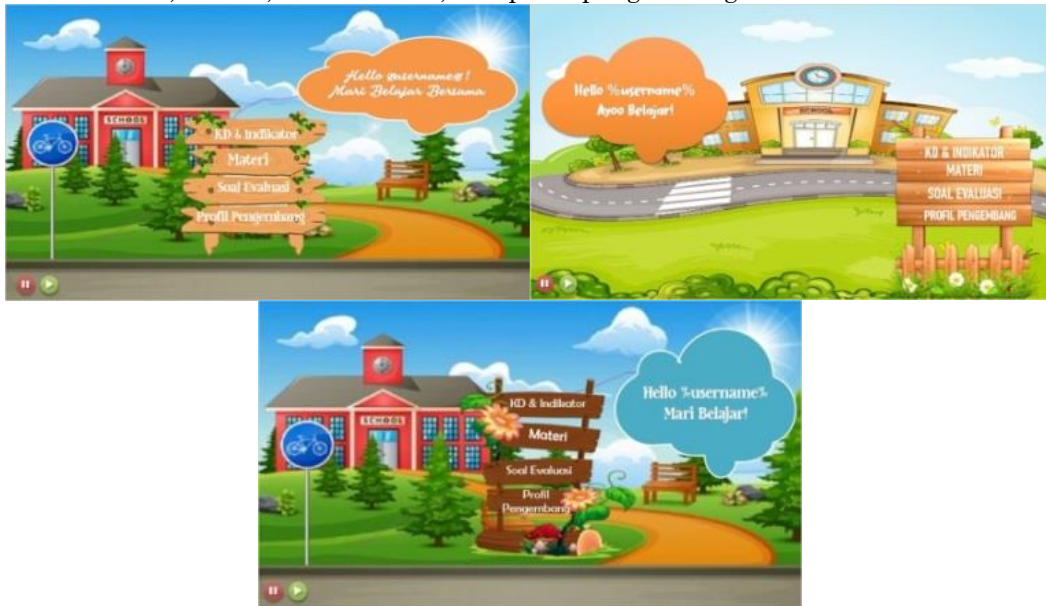 Hello %username% !
Mari Belajar Bersama
SCHOOL
KD & Indikator
Materi
Soal Evaluasi
Profil Pengembang
Hello %username%
Ayoo Belajar!
SCHOOL
KD & INDIKATOR
MATERI
SOAL EVALUASI
PROFIL PENGEMBANG
Hello %username%
Mari Belajar!
SCHOOL
KD & Indikator
Materi
Soal Evaluasi
Profil
Pengembang